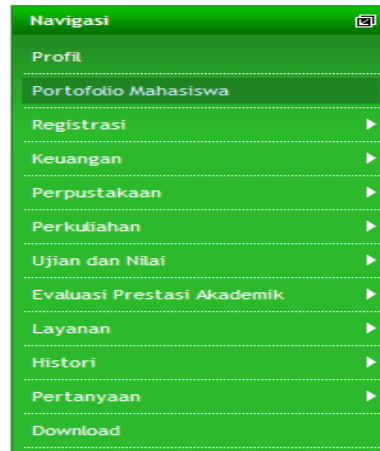 Navigasi
Profil
Portofolio Mahasiswa
Registrasi
Keuangan
Perpustakaan
Perkuliahan
Ujian dan Nilai
Evaluasi Prestasi Akademik
Layanan
Histori
Pertanyaan
Download